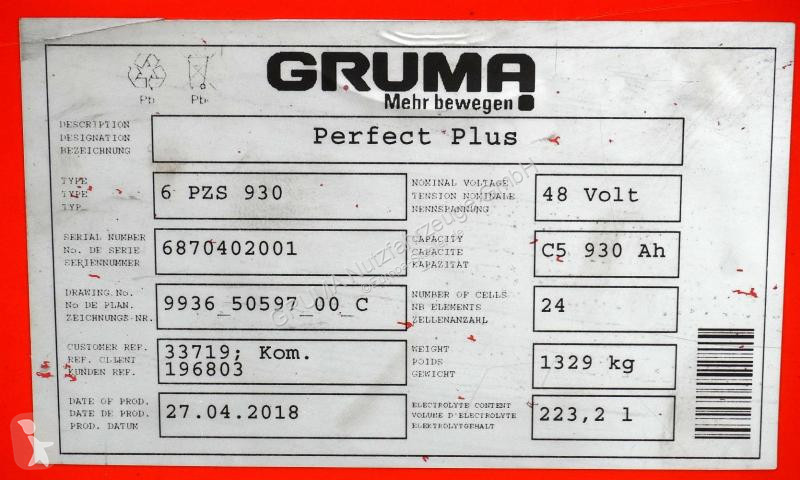 Pb Pb
GRUMA
Mehr bewegen!
DESCRIPTION
DESIGNATION
BEZEICHNUNG
Perfect Plus
TYPE
TYPE
TYP
6 PZS 930
NOMINAL VOLTAGE
TENSION NOMINALE
NENNSPANNUNG
48 Volt
SERIAL NUMBER
No. DE SERIE
SERIENNUMMER
6870402001
CAPACITY
CAPACITE
KAPAZITÄT
C5 930 Ah
DRAWING.No.
No DE PLAN.
ZEICHNUNGS-NR.
9936_50597_00_C
NUMBER OF CELLS
NB ELEMENTS
ZELLENANZAHL
24
CUSTOMER REF.
REF. CLIENT
KUNDEN REF.
33719; Kom.
196803
WEIGHT
POIDS
GEWICHT
1329 kg
DATE OF PROD.
DATE DE PROD.
PROD. DATUM
27.04.2018
ELECTROLYTE CONTENT
VOLUME D'ELECTROLYTE
ELEKTROLYTGEHALT
223,2 l
GRUMA Nutzfahrzeuge GmbH